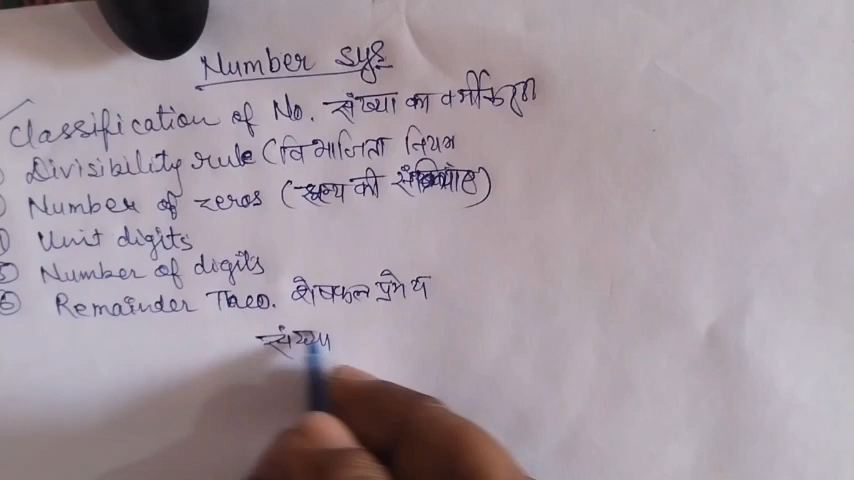 Number sys
Classification of No. संख्या का वर्गीकरण
Divisibility rule (विभाजिता नियम
Number of zeros (शून्य की
Unit digits
Number of digits
⑥ Remainder Theo. शेषफल प्रमेय
संख्या